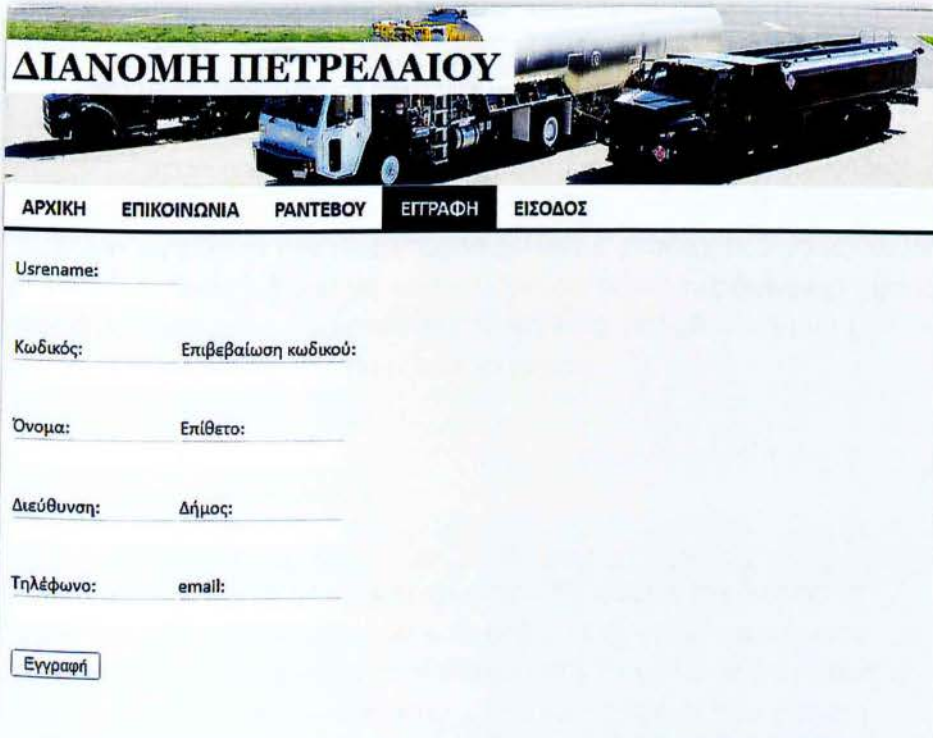 ΔΙΑΝΟΜΗ ΠΕΤΡΕΛΑΙΟΥ
ΑΡΧΙΚΗ ΕΠΙΚΟΙΝΩΝΙΑ ΡΑΝΤΕΒΟΥ ΕΓΓΡΑΦΗ ΕΙΣΟΔΟΣ
Usrename:
Κωδικός: Επιβεβαίωση κωδικού:
Όνομα: Επίθετο:
Διεύθυνση: Δήμος:
Τηλέφωνο: email:
Εγγραφή